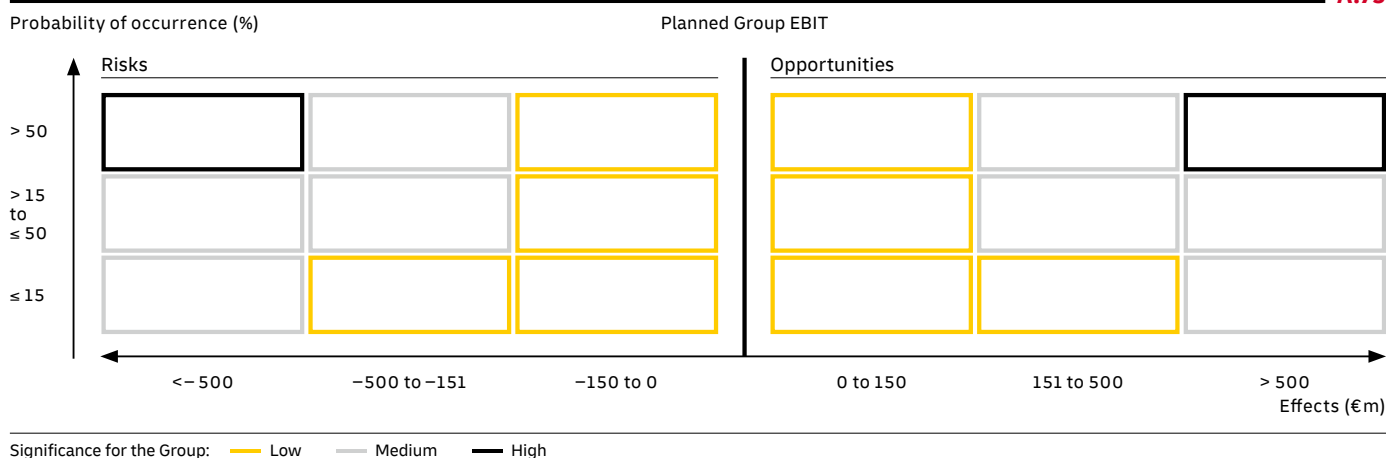 Probability of occurrence (%)
Planned Group EBIT
Risks
Opportunities
> 50
> 15
to
≤ 50
≤ 15
<−500
−500 to −151
−150 to 0
0 to 150
151 to 500
> 500
Effects (€m)
Significance for the Group: Low Medium High